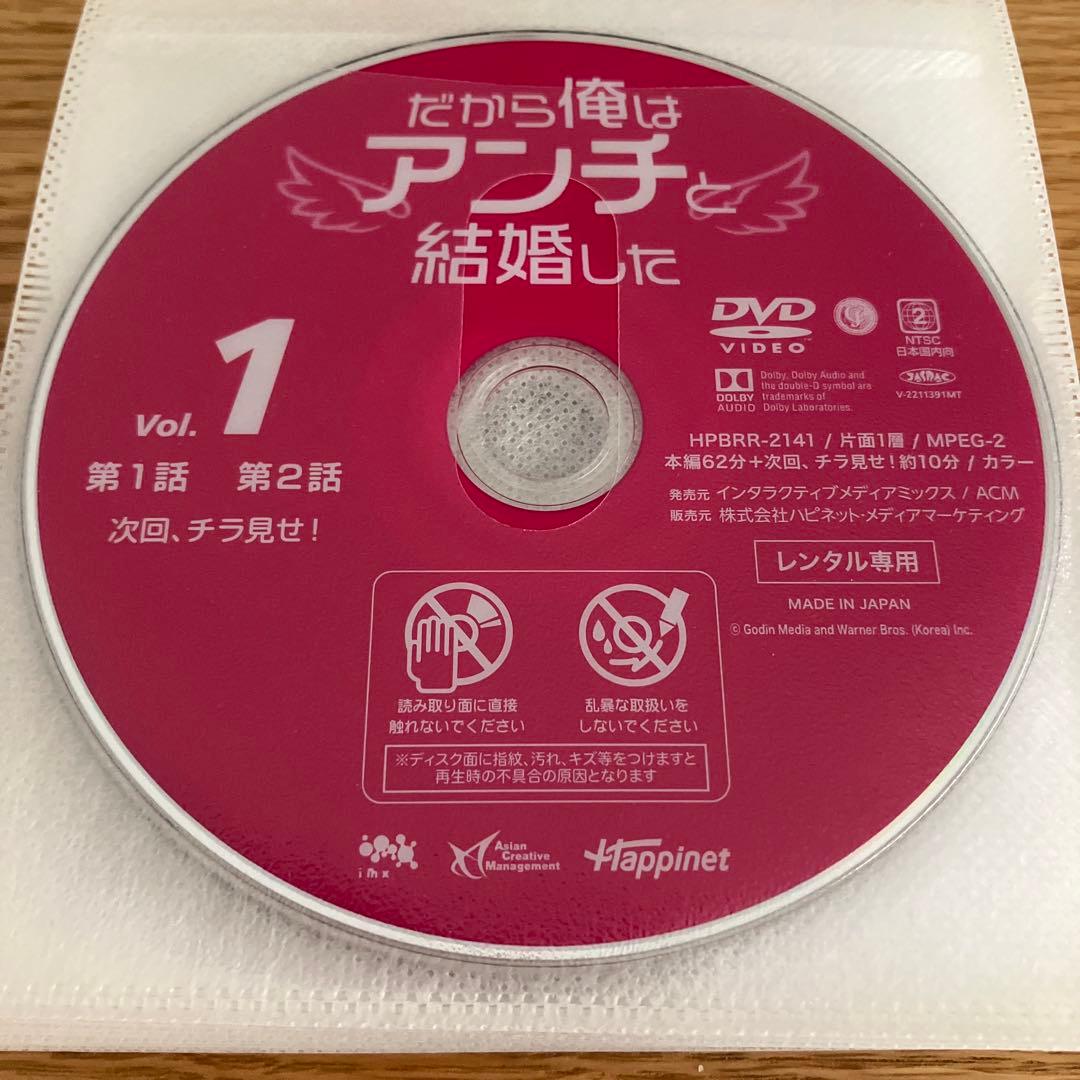 だから俺は
アンチと
結婚した
Vol. 1
第1話 第2話
次回、チラ見せ!
DVD
VIDEO
2
NTSC
日本国内向
DOLBY
AUDIO
Dolby, Dolby Audio and
the double-D symbol are
trademarks of
Dolby Laboratories.
JASRAC
V-2211391MT
HPBRR-2141 / 片面1層 / MPEG-2
本編62分+次回、チラ見せ!約10分 / カラー
発売元 インタラクティブメディアミックス / ACM
販売元 株式会社ハピネット・メディアマーケティング
レンタル専用
MADE IN JAPAN
© Godin Media and Warner Bros. (Korea) Inc.
読み取り面に直接
触れないでください
乱暴な取扱いを
しないでください
※ディスク面に指紋、汚れ、キズ等をつけますと
再生時の不具合の原因となります
imx
Asian
Creative
Management
Happinet